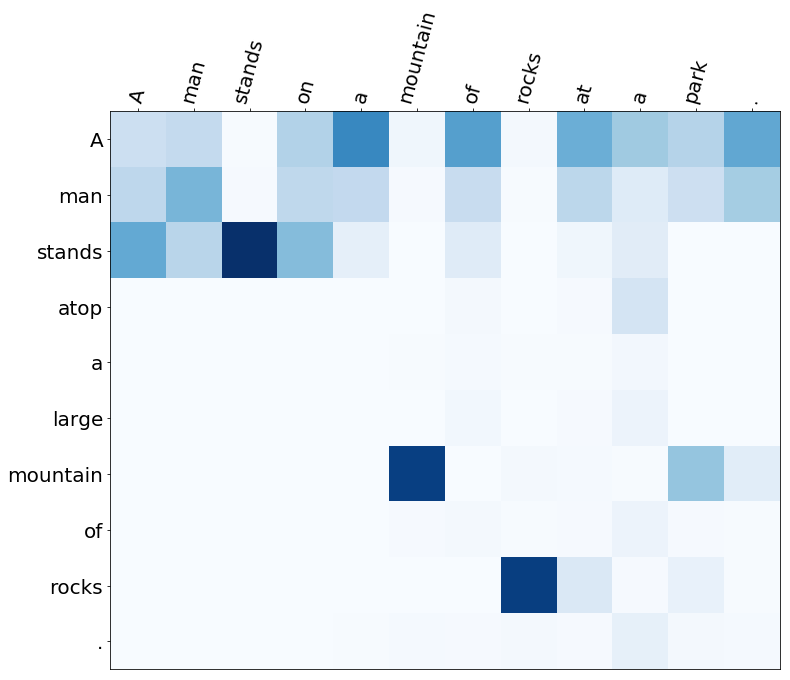 A man stands on a mountain of rocks at a park .
A
man
stands
atop
a
large
mountain
of
rocks
.